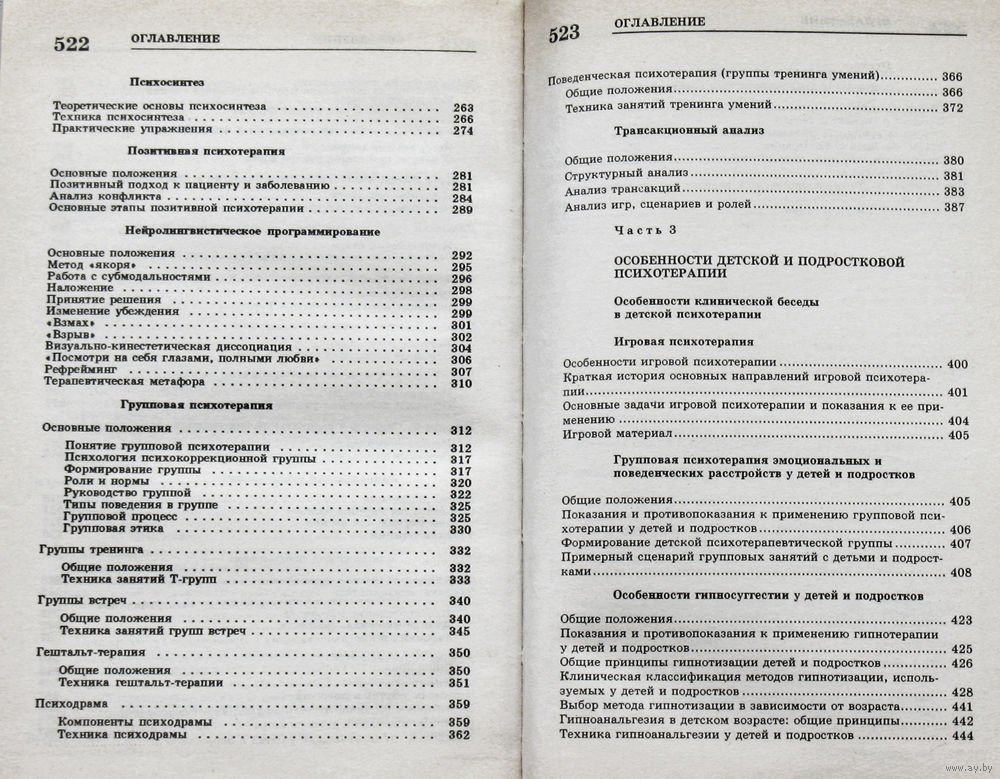 522 ОГЛАВЛЕНИЕ
Психосинтез
Теоретические основы психосинтеза . . . . . . . . . . 263
Техника психосинтеза . . . . . . . . . . 266
Практические упражнения . . . . . . . . . . 274
Позитивная психотерапия
Основные положения . . . . . . . . . . 281
Позитивный подход к пациенту и заболеванию . . . . . . . . . . 281
Анализ конфликта . . . . . . . . . . 284
Основные этапы позитивной психотерапии . . . . . . . . . . 289
Нейролингвистическое программирование
Основные положения . . . . . . . . . . 292
Метод «якоря» . . . . . . . . . . 295
Работа с субмодальностями . . . . . . . . . . 296
Наложение . . . . . . . . . . 298
Принятие решения . . . . . . . . . . 299
Изменение убеждения . . . . . . . . . . 299
«Взмах» . . . . . . . . . . 301
«Взрыв» . . . . . . . . . . 302
Визуально-кинестетическая диссоциация . . . . . . . . . . 304
«Посмотри на себя глазами, полными любви» . . . . . . . . . . 306
Рефрейминг . . . . . . . . . . 307
Терапевтическая метафора . . . . . . . . . . 310
Групповая психотерапия
Основные положения . . . . . . . . . . 312
Понятие групповой психотерапии . . . . . . . . . . 312
Психология психокоррекционной группы . . . . . . . . . . 317
Формирование группы . . . . . . . . . . 317
Роли и нормы . . . . . . . . . . 320
Руководство группой . . . . . . . . . . 322
Типы поведения в группе . . . . . . . . . . 325
Групповой процесс . . . . . . . . . . 325
Групповая этика . . . . . . . . . . 330
Группы тренинга . . . . . . . . . . 332
Общие положения . . . . . . . . . . 332
Техника занятий Т-групп . . . . . . . . . . 333
Группы встреч . . . . . . . . . . 340
Общие положения . . . . . . . . . . 340
Техника занятий групп встреч . . . . . . . . . . 345
Гештальт-терапия . . . . . . . . . . 350
Общие положения . . . . . . . . . . 350
Техника гештальт-терапии . . . . . . . . . . 351
Психодрама . . . . . . . . . . 359
Компоненты психодрамы . . . . . . . . . . 359
Техника психодрамы . . . . . . . . . . 362
523 ОГЛАВЛЕНИЕ
Поведенческая психотерапия (группы тренинга умений).......... 366
Общие положения.......... 366
Техника занятий тренинга умений.......... 372
Трансакционный анализ
Общие положения.......... 380
Структурный анализ.......... 381
Анализ трансакций.......... 383
Анализ игр, сценариев и ролей.......... 387
Часть 3
ОСОБЕННОСТИ ДЕТСКОЙ И ПОДРОСТКОВОЙ
ПСИХОТЕРАПИИ
Особенности клинической беседы
в детской психотерапии
Игровая психотерапия
Особенности игровой психотерапии.......... 400
Краткая история основных направлений игровой психотера-
пии.......... 401
Основные задачи игровой психотерапии и показания к ее при-
менению.......... 404
Игровой материал.......... 405
Групповая психотерапия эмоциональных и
поведенческих расстройств у детей и подростков
Общие положения.......... 405
Показания и противопоказания к применению групповой пси-
хотерапии у детей и подростков.......... 406
Формирование детской психотерапевтической группы.......... 407
Примерный сценарий групповых занятий с детьми и подрост-
ками.......... 408
Особенности гипносуггестии у детей и подростков
Общие положения.......... 423
Показания и противопоказания к применению гипнотерапии
у детей и подростков.......... 425
Общие принципы гипнотизации детей и подростков.......... 426
Клиническая классификация методов гипнотизации, исполь-
зуемых у детей и подростков.......... 428
Выбор метода гипнотизации в зависимости от возраста.......... 441
Гипноанальгезия в детском возрасте: общие принципы.......... 442
Техника гипноанальгезии у детей и подростков.......... 444
www.ay.by